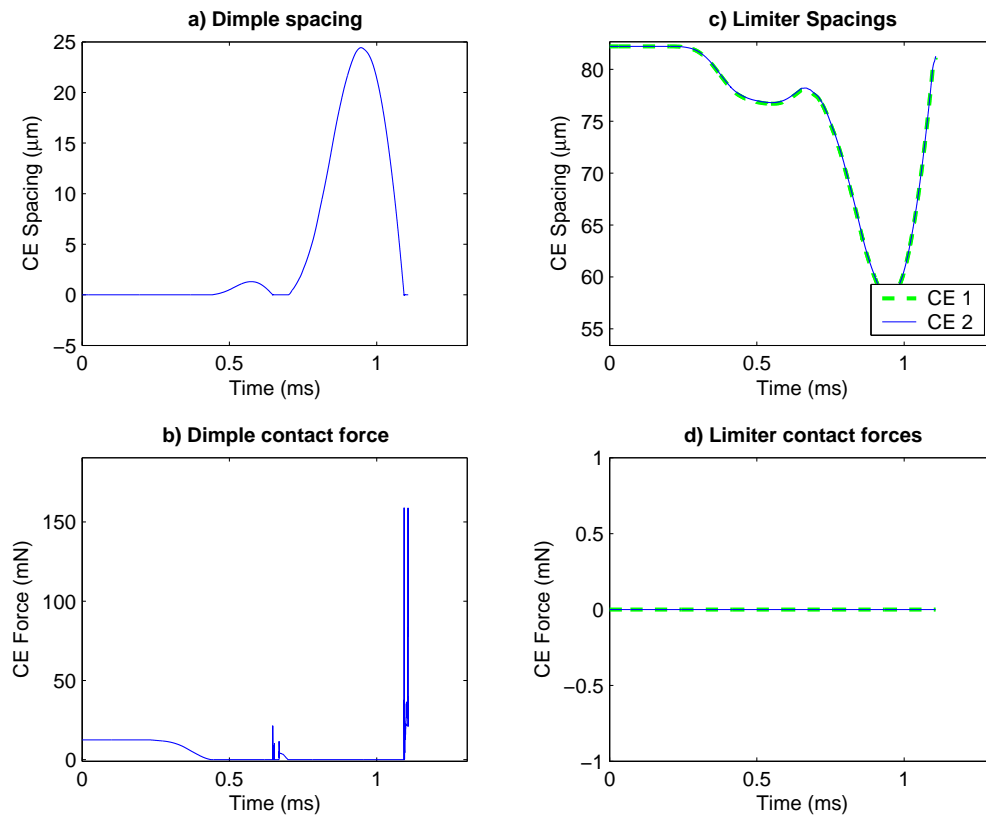 a) Dimple spacing
25
20
15
10
5
0
−5
CE Spacing (μm)
0
0.5
1
Time (ms)
c) Limiter Spacings
80
75
70
65
60
55
CE Spacing (μm)
CE 1
CE 2
0
0.5
1
Time (ms)
b) Dimple contact force
150
100
50
0
CE Force (mN)
0
0.5
1
Time (ms)
d) Limiter contact forces
1
0.5
0
−0.5
−1
CE Force (mN)
0
0.5
1
Time (ms)